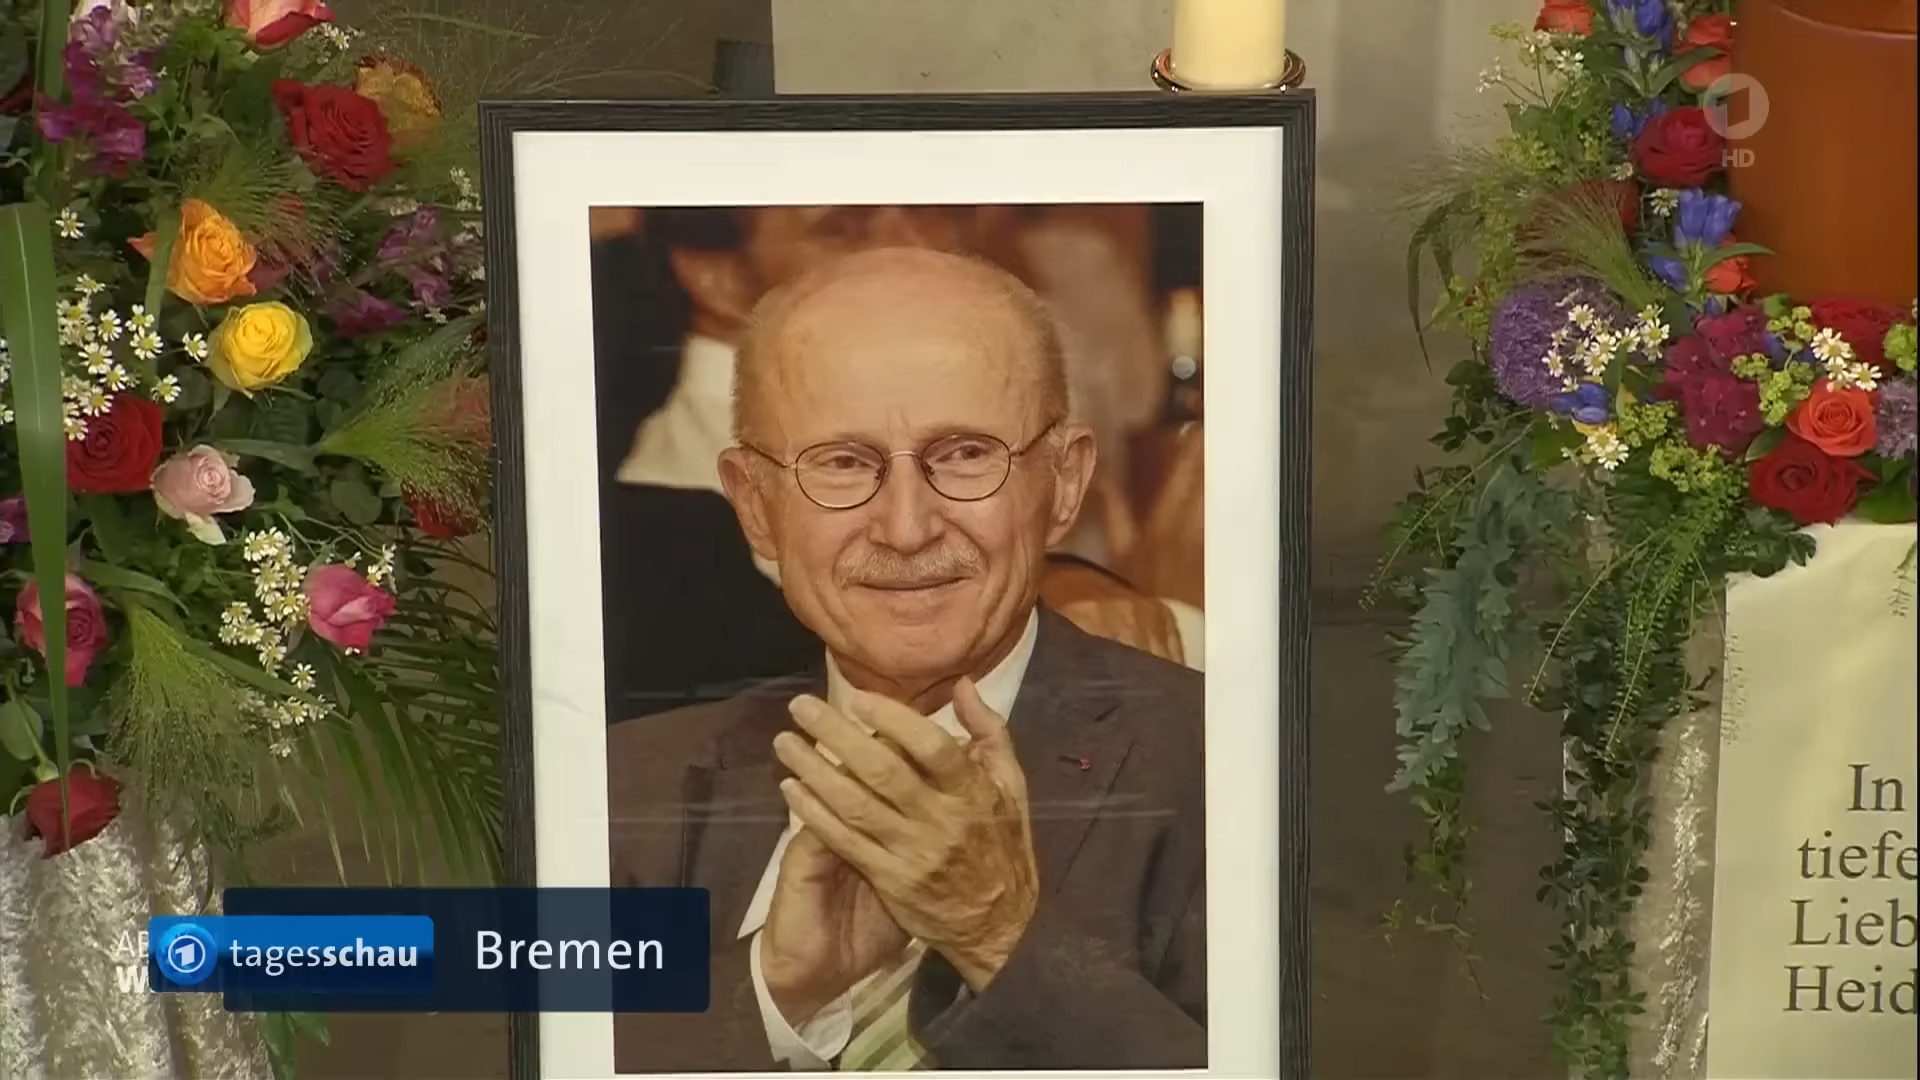 HD
In
tiefe
Lieb
Heid
tagesschau
Bremen